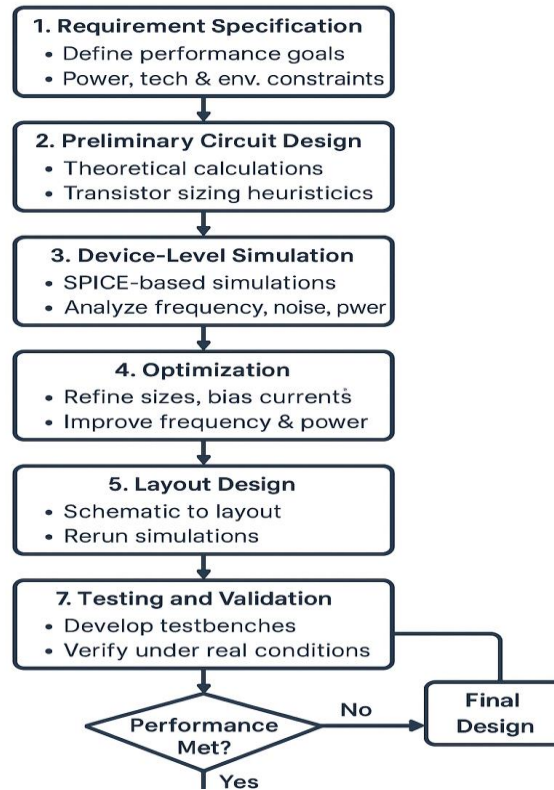 1. Requirement Specification
• Define performance goals
• Power, tech & env. constraints
2. Preliminary Circuit Design
• Theoretical calculations
• Transistor sizing heuristicics
3. Device-Level Simulation
• SPICE-based simulations
• Analyze frequency, noise, pwer
4. Optimization
• Refine sizes, bias currents
• Improve frequency & power
5. Layout Design
• Schematic to layout
• Rerun simulations
7. Testing and Validation
• Develop testbenches
• Verify under real conditions
Performance
Met?
No
Final
Design
Yes